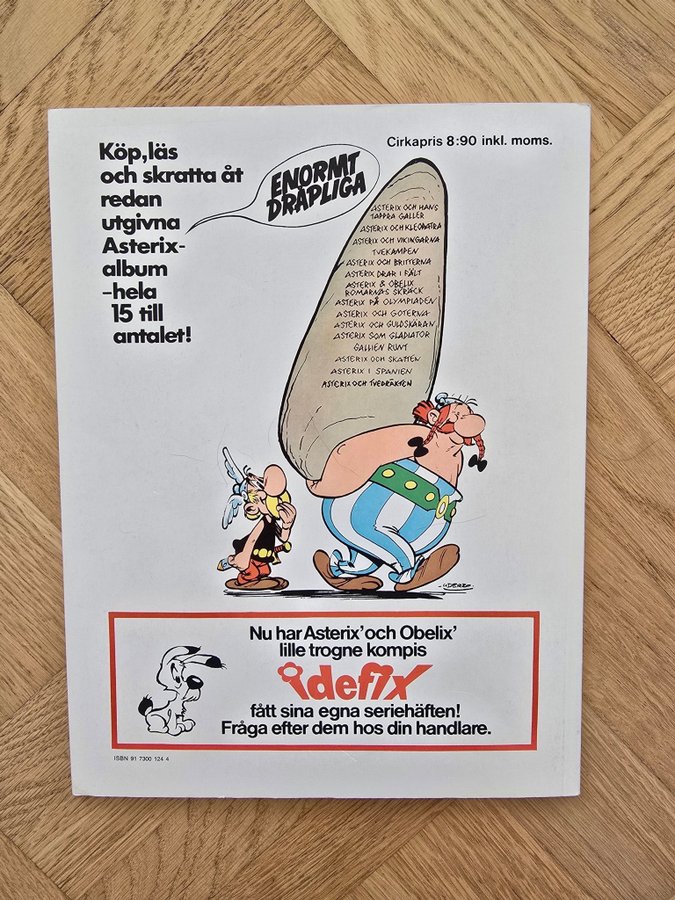 Köp, läs
och skratta åt
redan
utgivna
Asterix-
album
-hela
15 till
antalet!
ENORMT
DRÅPLIGA
Cirkapris 8:90 inkl. moms.
ASTERIX OCH HANS
TAPPRA GALLER
ASTERIX OCH KLEOPATRA
ASTERIX OCH VIKINGARNA
TVEKAMPEN
ASTERIX OCH BRITTERNA
ASTERIX DRAR I FÄLT
ASTERIX & OBELIX
ROMARNAS SKRÄCK
ASTERIX PÅ OLYMPIADEN
ASTERIX OCH GOTERNA
ASTERIX OCH GULDSKÄRAN
ASTERIX SOM GLADIATOR
GALLIEN RUNT
ASTERIX OCH SKATTEN
ASTERIX I SPANIEN
ASTERIX OCH TVEDRÄKTEN
UDERZO
Nu har Asterix' och Obelix'
lille trogne kompis
idefix
fått sina egna seriehäften!
Fråga efter dem hos din handlare.
ISBN 91 7300 124 4